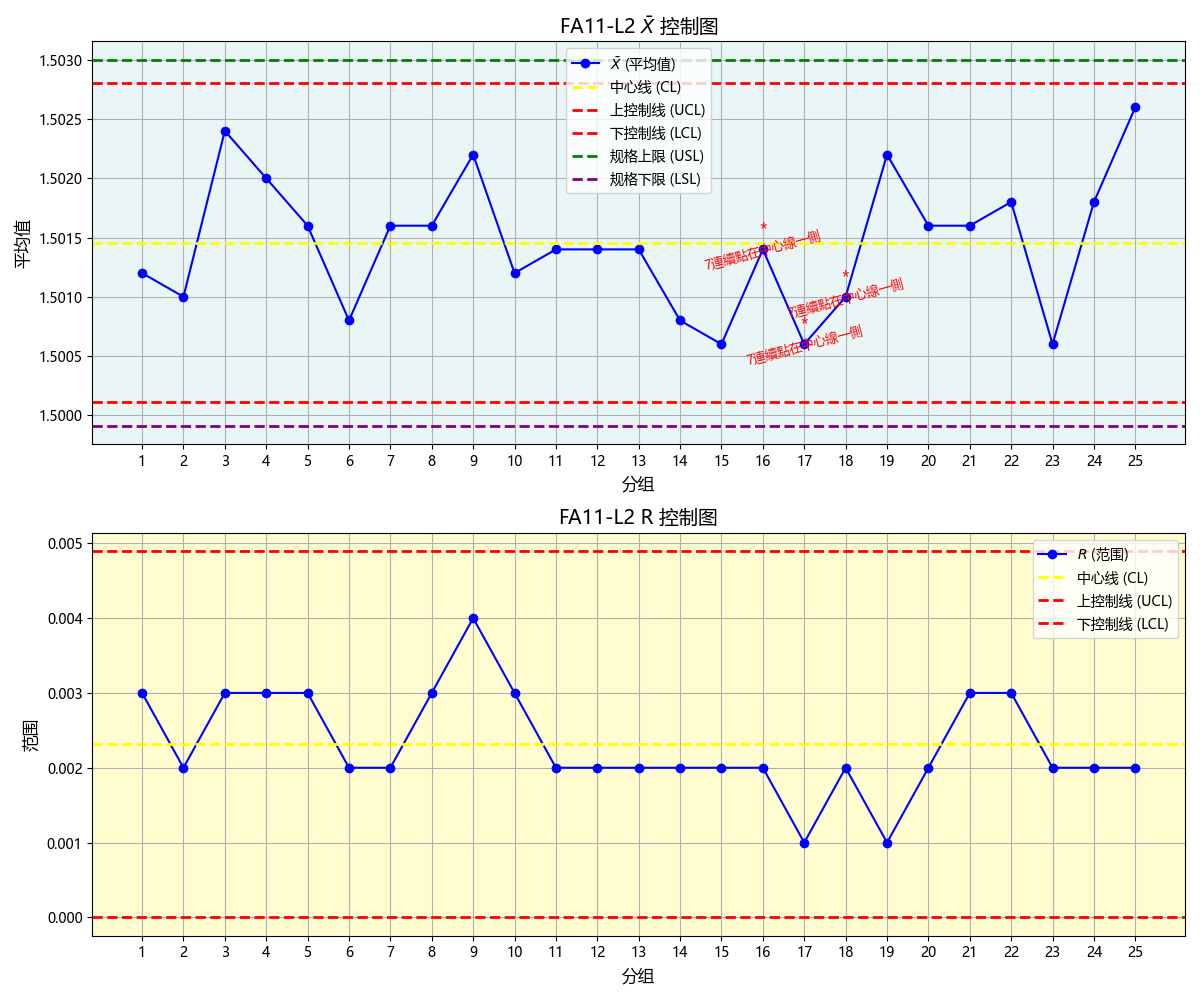 FA11-L2 X̄ 控制图
平均值
1.5030
1.5025
1.5020
1.5015
1.5010
1.5005
1.5000
X̄ (平均值)
中心线 (CL)
上控制线 (UCL)
下控制线 (LCL)
规格上限 (USL)
规格下限 (LSL)
*
7連續點在中心線一側
*
7連續點在中心線一側
*
7連續點在中心線一側
1 2 3 4 5 6 7 8 9 10 11 12 13 14 15 16 17 18 19 20 21 22 23 24 25
分组
FA11-L2 R 控制图
范围
0.005
0.004
0.003
0.002
0.001
0.000
R (范围)
中心线 (CL)
上控制线 (UCL)
下控制线 (LCL)
1 2 3 4 5 6 7 8 9 10 11 12 13 14 15 16 17 18 19 20 21 22 23 24 25
分组